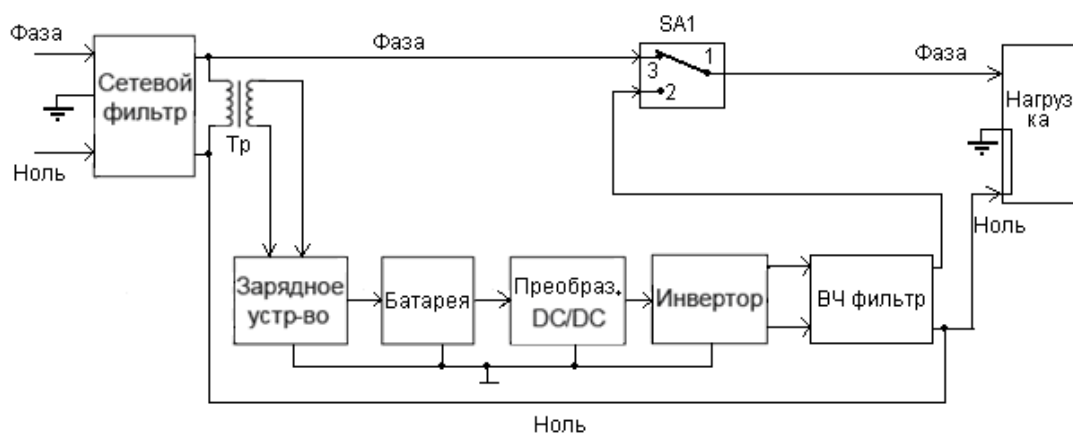 SA1
Фаза
Фаза
Фаза
1
3
2
Сетевой
фильтр
Нагруз
ка
Тр
Ноль
Ноль
Зарядное
устр-во
Батарея
Преобраз.
DC/DC
Инвертор
ВЧ фильтр
Ноль